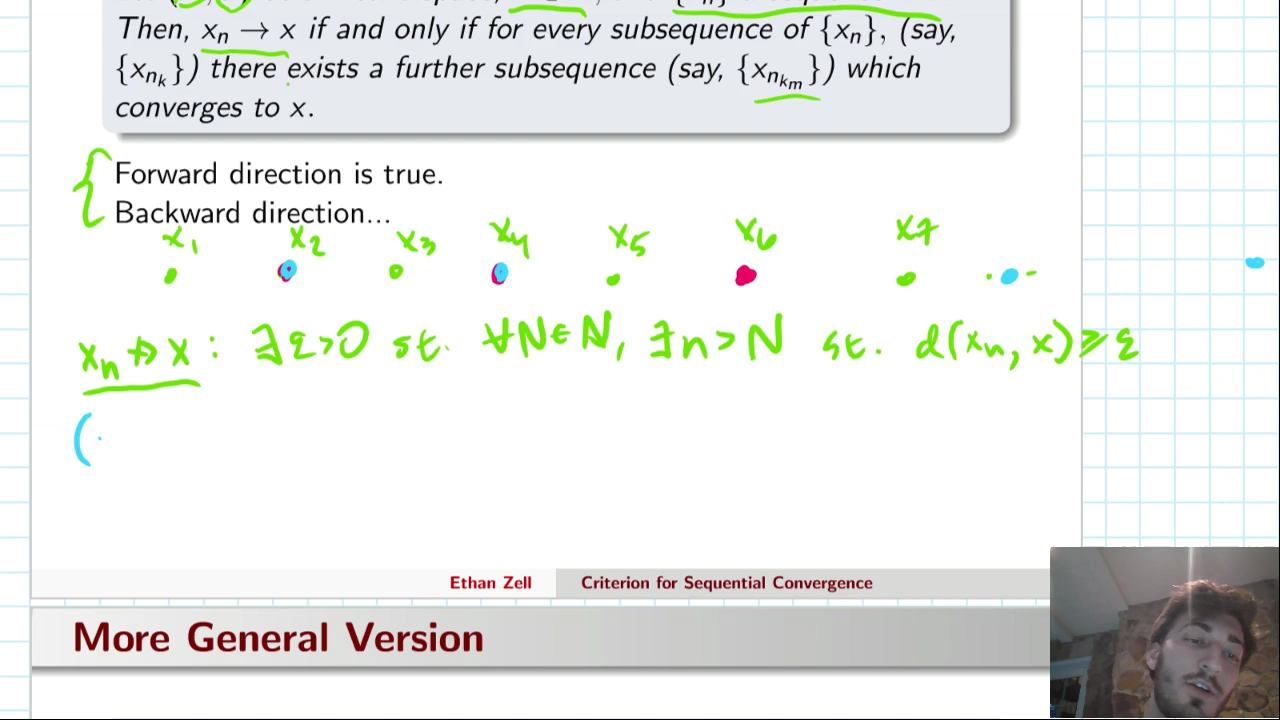 Then, xₙ → x if and only if for every subsequence of {xₙ}, (say,
{xₙₖ}) there exists a further subsequence (say, {xₙₖₘ}) which
converges to x.
Forward direction is true.
Backward direction...
x₁ x₂ x₃ x₄ x₅ x₆ x₇
xₙ ↛ x : ∃ε>0 st. ∀N∈ℕ, ∃n>N st. d(xₙ, x) ⩾ ε
(
Ethan Zell Criterion for Sequential Convergence
More General Version